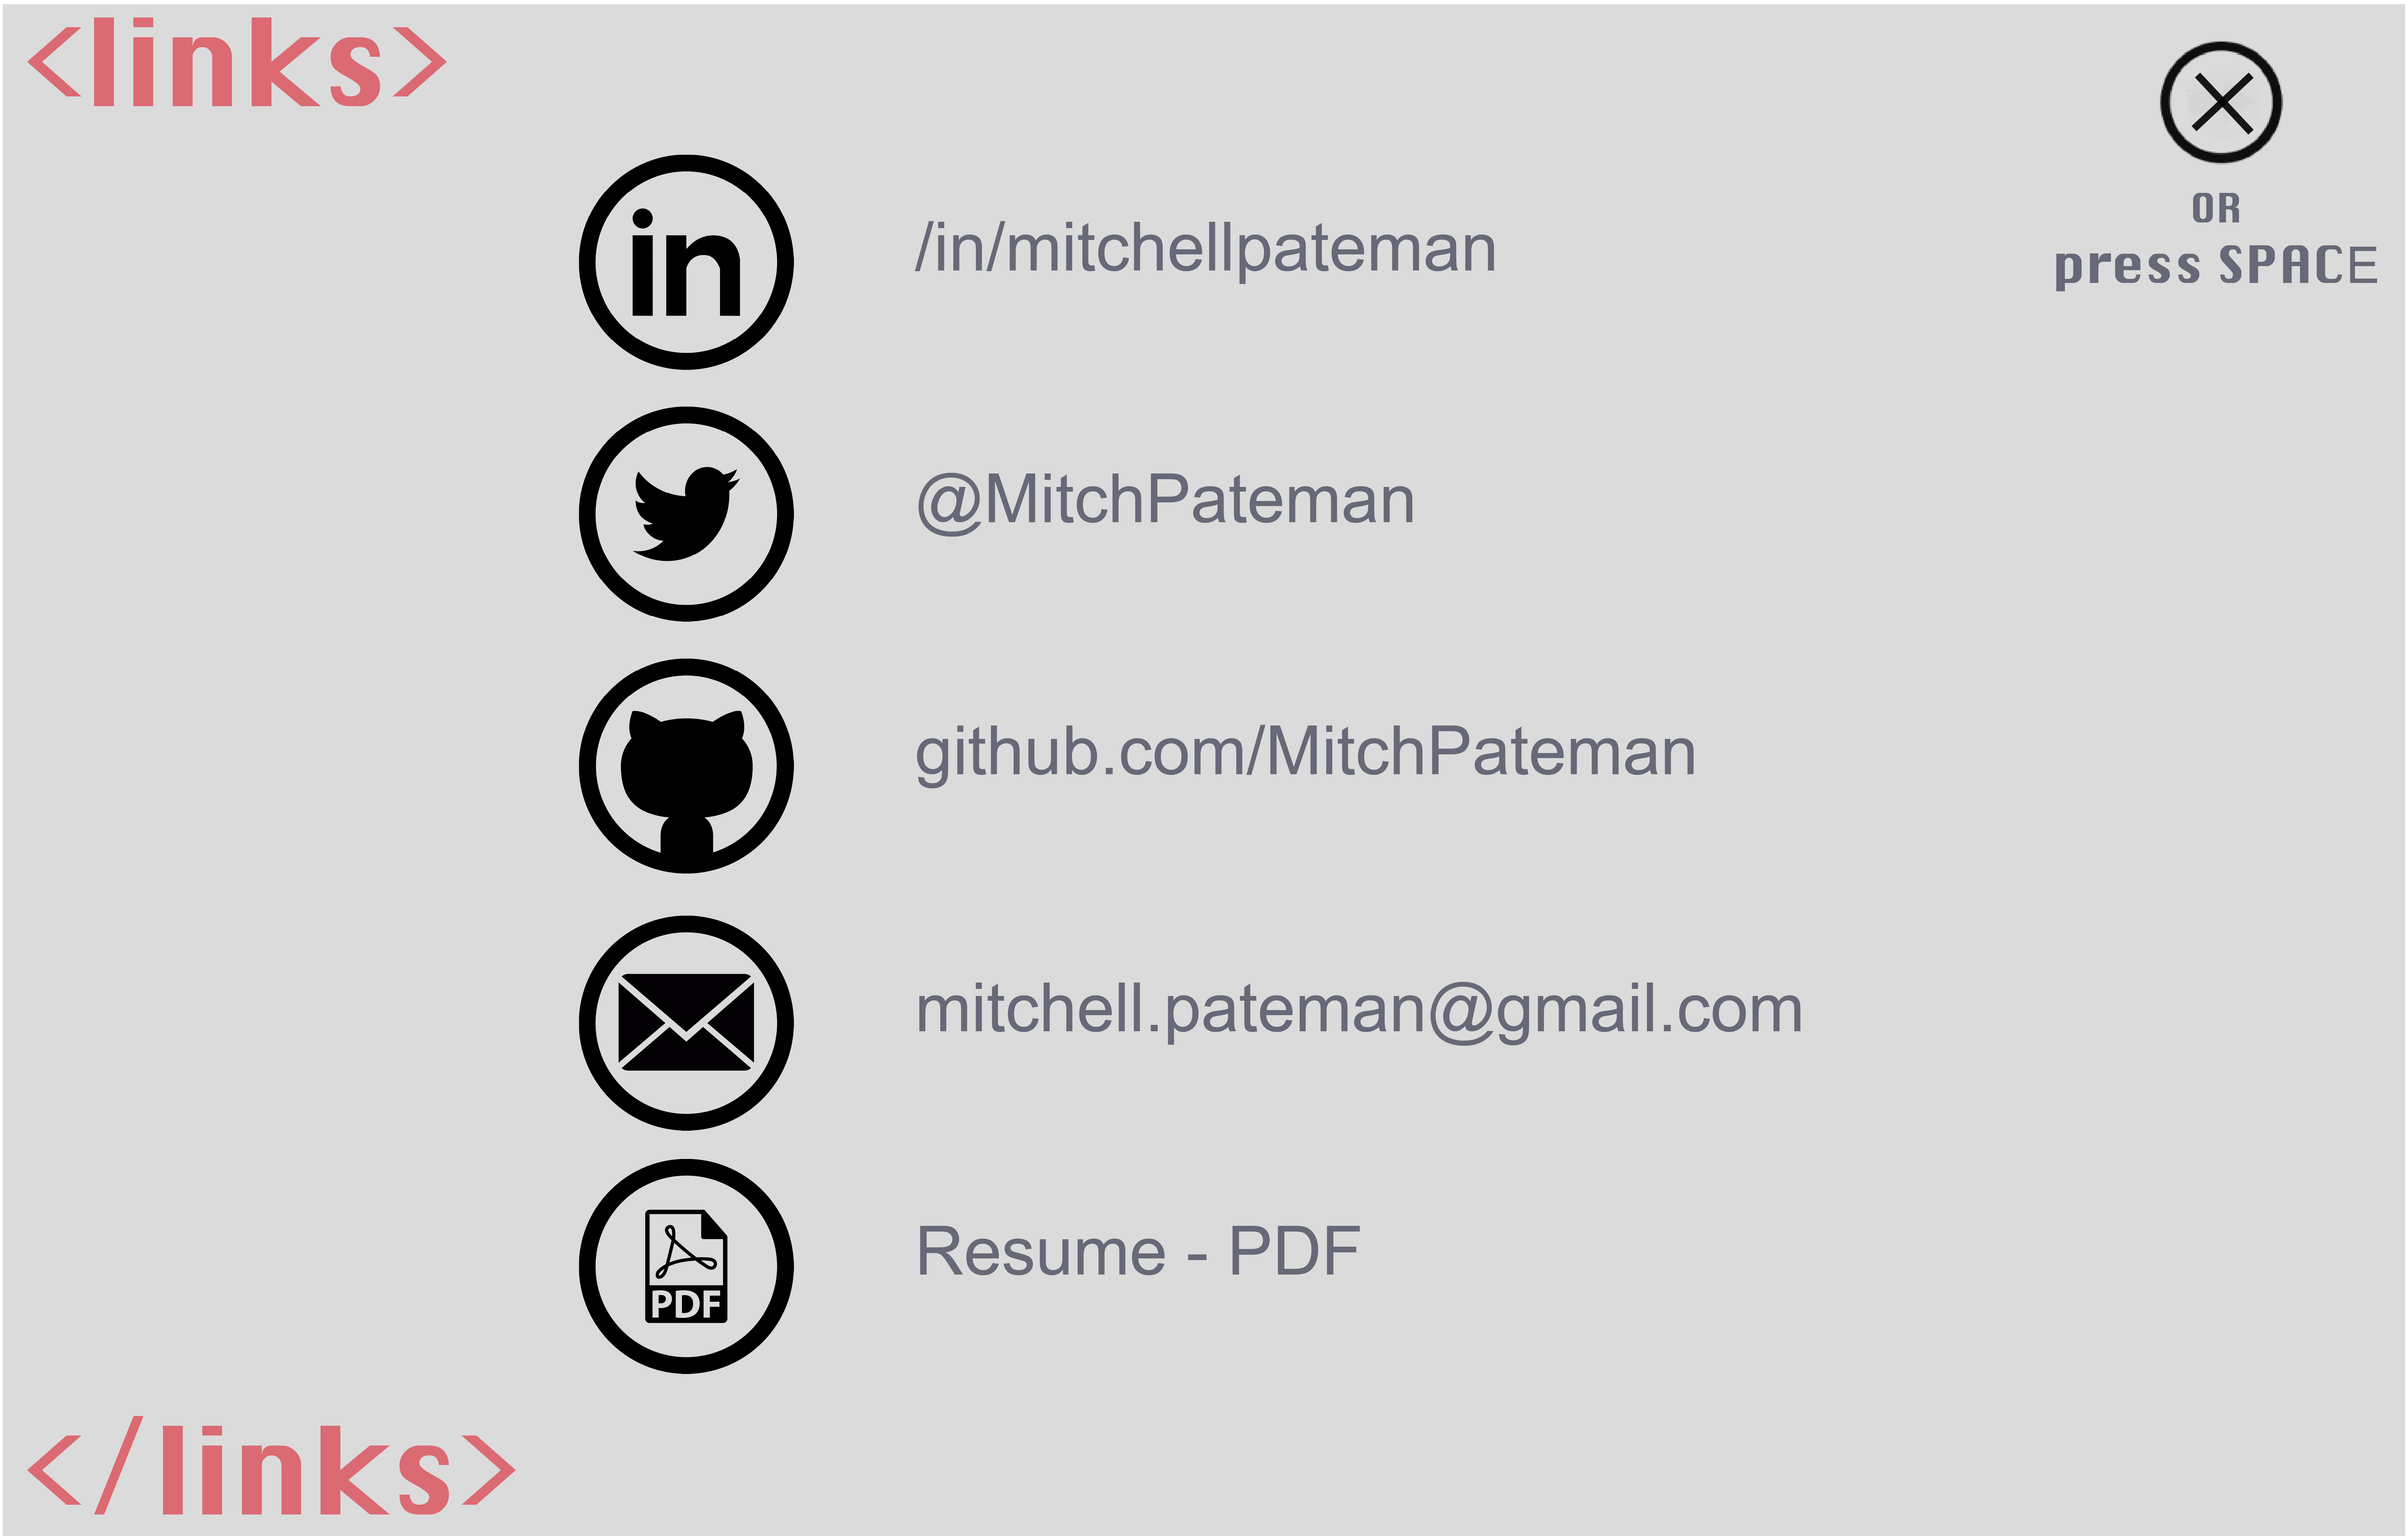 <links>
OR
press SPACE
in
/in/mitchellpateman
@MitchPateman
github.com/MitchPateman
mitchell.pateman@gmail.com
PDF
Resume - PDF
</links>